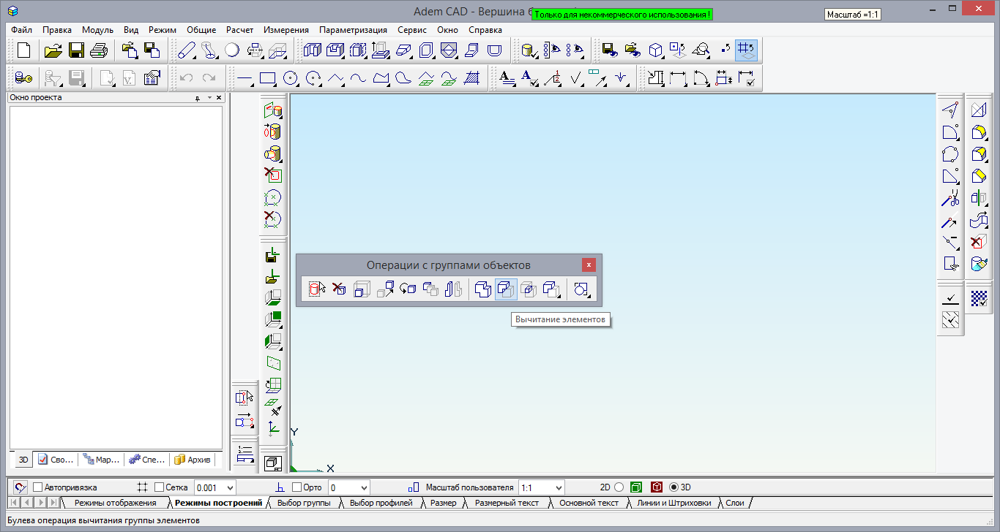 Adem CAD - Вершина
Только для некоммерческого использования !
Масштаб =1:1
Файл Правка Модуль Вид Режим Общие Расчет Измерения Параметризация Сервис Окно Справка
Окно проекта
Операции с группами объектов
Вычитание элементов
Y
X
3D Сво... Мар... Спе... Архив
Автопривязка Сетка 0.001 Орто 0 Масштаб пользователя 1:1 2D 3D
Режимы отображения Режимы построений Выбор группы Выбор профилей Размер Размерный текст Основной текст Линии и Штриховки Слои
Булева операция вычитания группы элементов